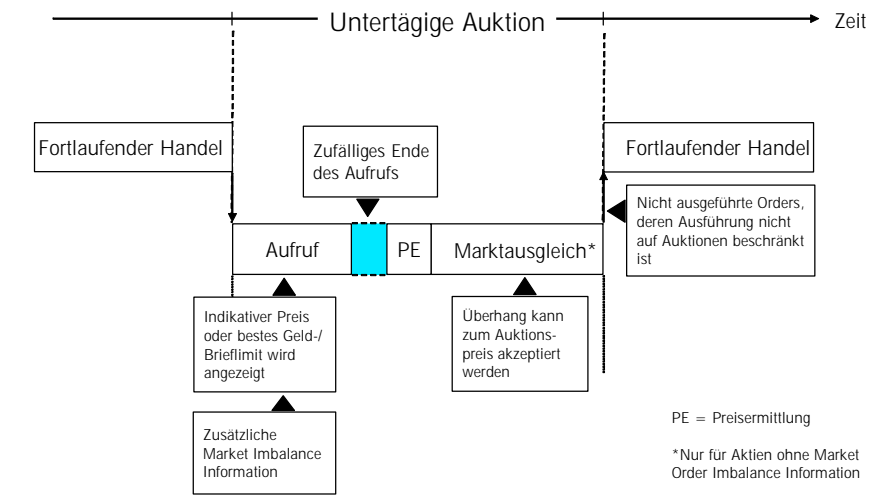 Untertägige Auktion
Zeit
Fortlaufender Handel
Zufälliges Ende
des Aufrufs
Fortlaufender Handel
Nicht ausgeführte Orders,
deren Ausführung nicht
auf Auktionen beschränkt
ist
Aufruf
PE
Marktausgleich*
Indikativer Preis
oder bestes Geld-/
Brieflimit wird
angezeigt
Überhang kann
zum Auktions-
preis akzeptiert
werden
Zusätzliche
Market Imbalance
Information
PE = Preisermittlung
*Nur für Aktien ohne Market
Order Imbalance Information